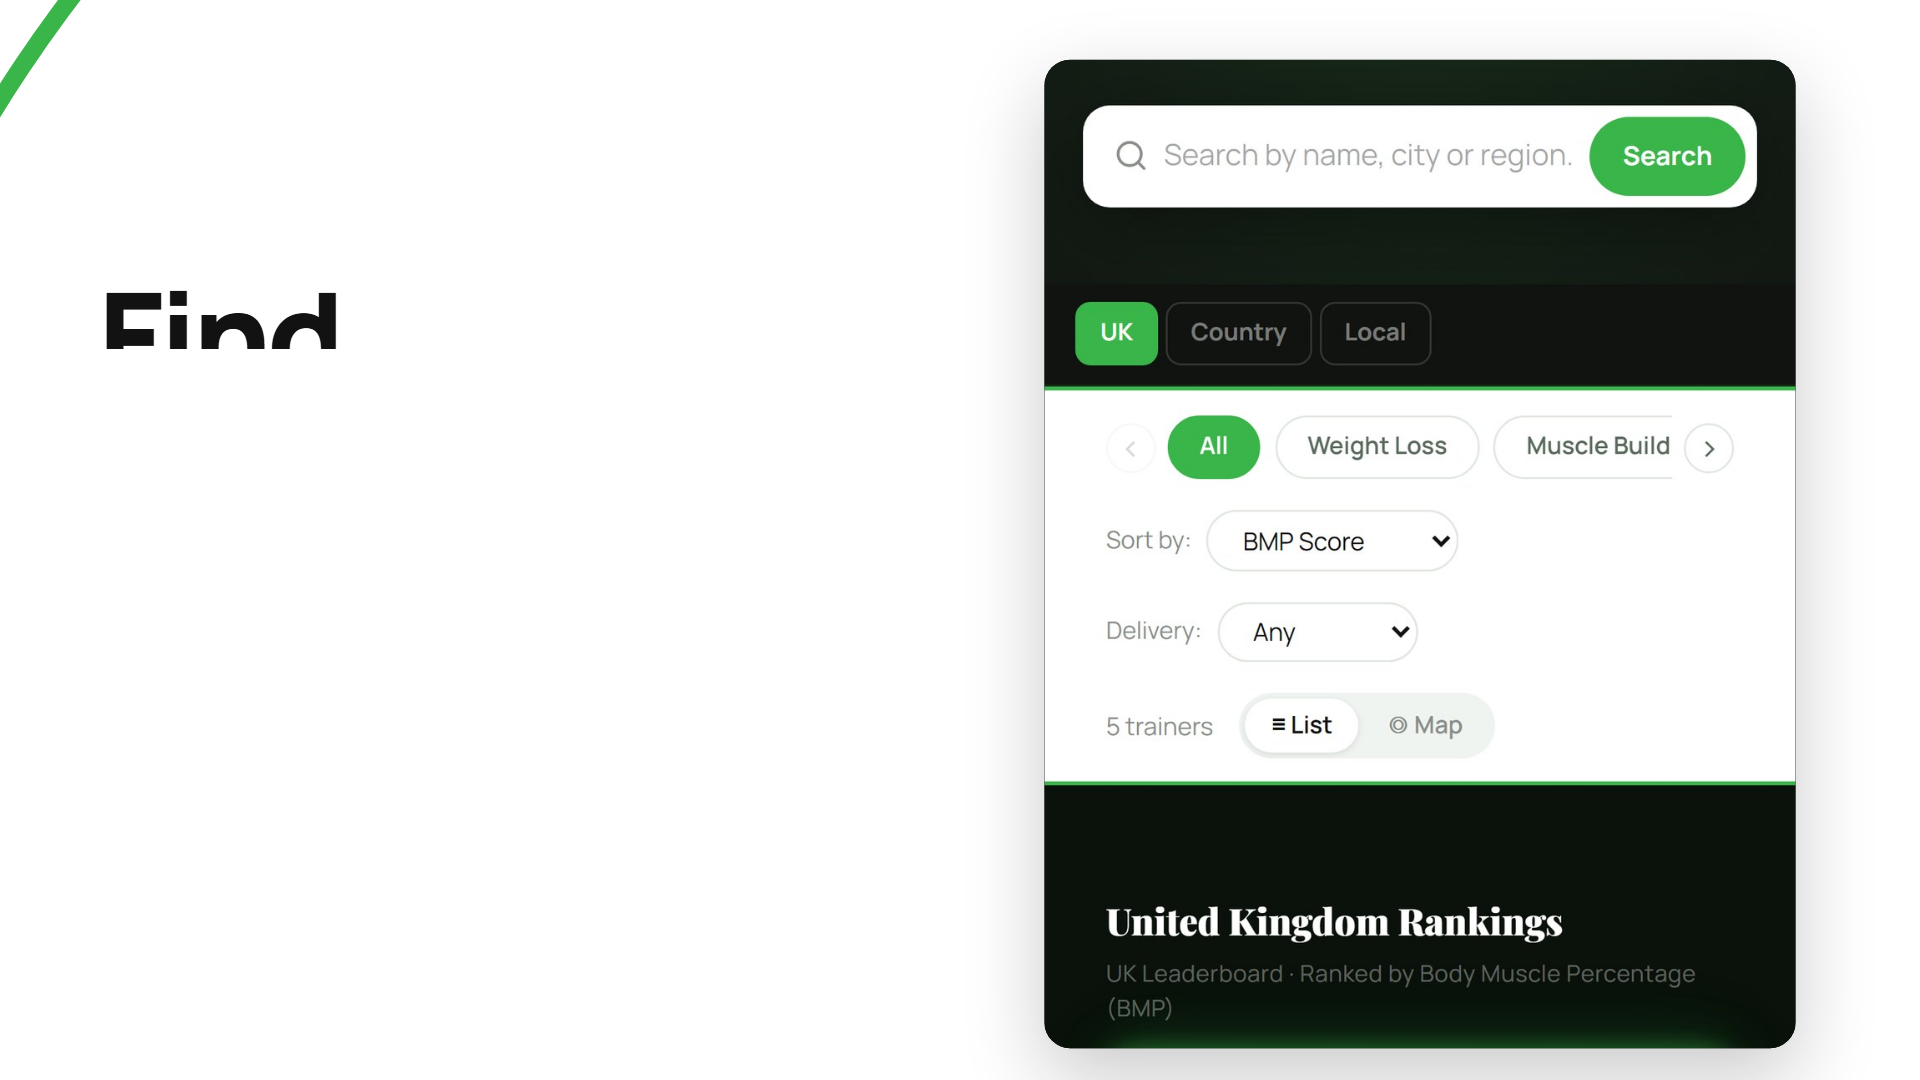 Find
Search by name, city or region.
Search
UK
Country
Local
All
Weight Loss
Muscle Build
Sort by:
BMP Score
Delivery:
Any
5 trainers
List
Map
United Kingdom Rankings
UK Leaderboard · Ranked by Body Muscle Percentage
(BMP)